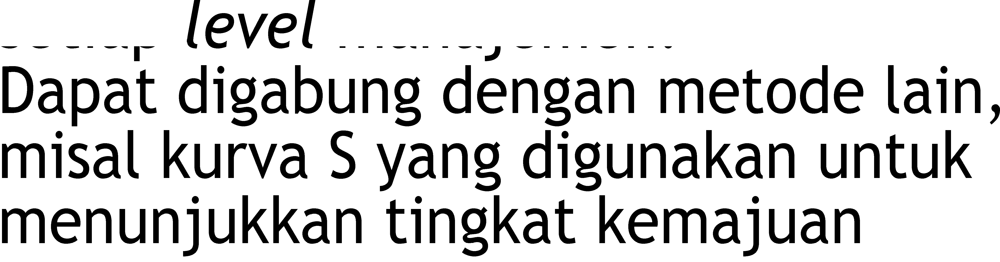 level
Dapat digabung dengan metode lain,
misal kurva S yang digunakan untuk
menunjukkan tingkat kemajuan